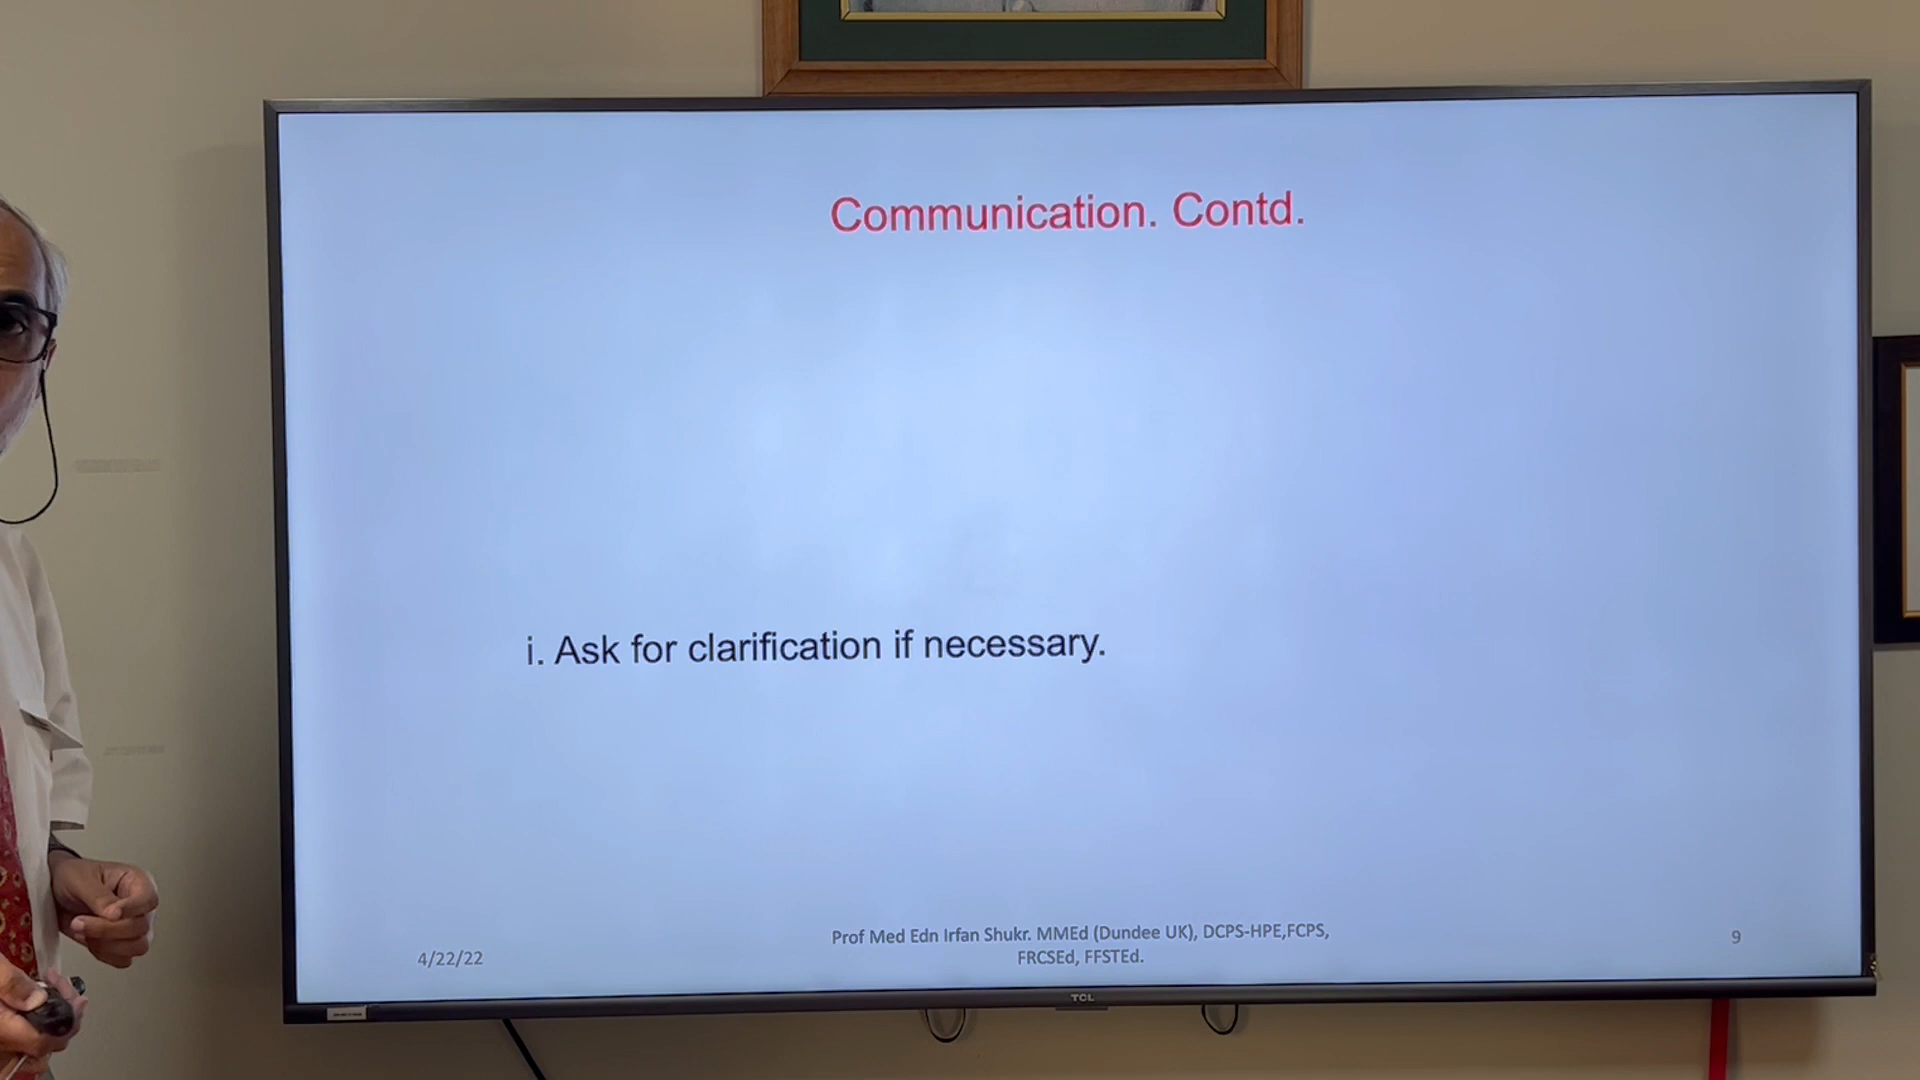 Communication. Contd.
i. Ask for clarification if necessary.
Prof Med Edn Irfan Shukr. MMEd (Dundee UK), DCPS-HPE,FCPS,
FRCSEd, FFSTEd.
4/22/22
9
TCL